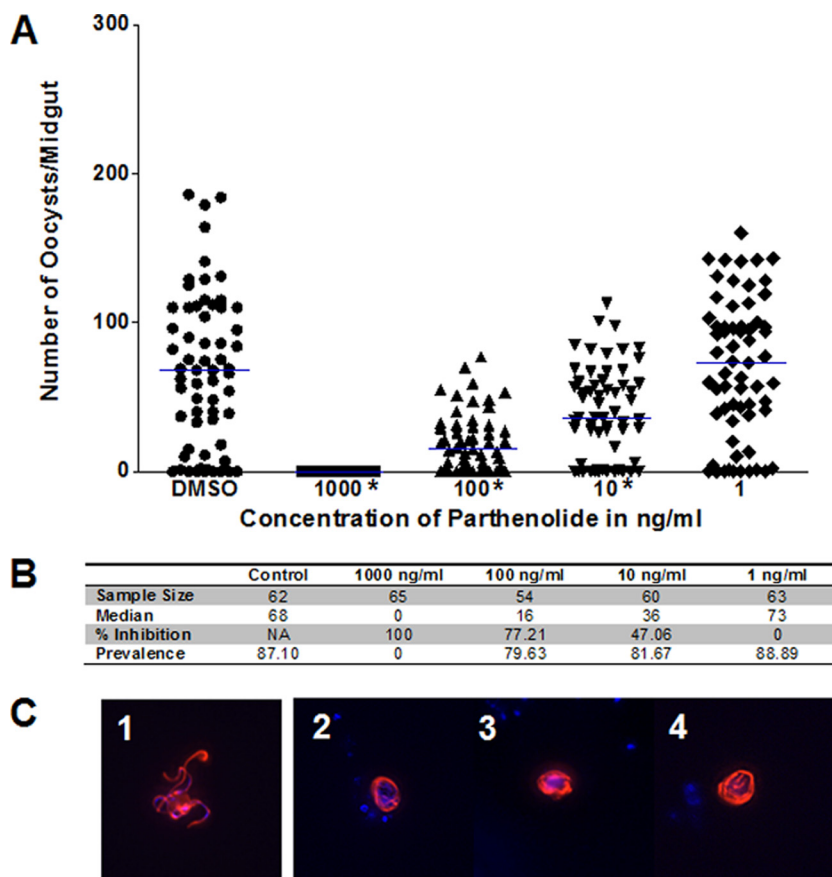 A
300
200
100
0
Number of Oocysts/Midgut
DMSO 1000 * 100 * 10 * 1
Concentration of Parthenolide in ng/ml
B
Control 1000 ng/ml 100 ng/ml 10 ng/ml 1 ng/ml
Sample Size 62 65 54 60 63
Median 68 0 16 36 73
% Inhibition NA 100 77.21 47.06 0
Prevalence 87.10 0 79.63 81.67 88.89
C
1 2 3 4